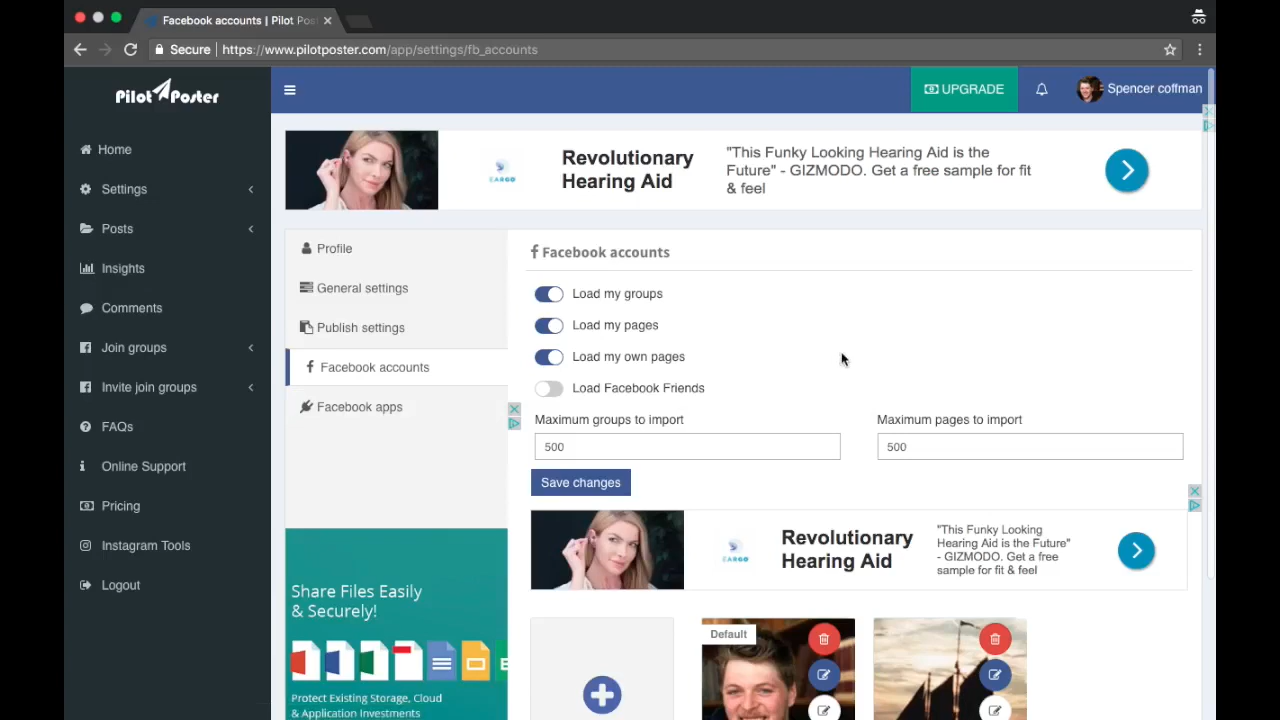 Facebook accounts | Pilot Pos
Secure
https://www.pilotposter.com/app/settings/fb_accounts
Pilot Poster
UPGRADE
Spencer coffman
Home
Settings
Posts
Insights
Comments
Join groups
Invite join groups
FAQs
Online Support
Pricing
Instagram Tools
Logout
EARGO
Revolutionary
Hearing Aid
"This Funky Looking Hearing Aid is the
Future" - GIZMODO. Get a free sample for fit
& feel
Profile
General settings
Publish settings
Facebook accounts
Facebook apps
Share Files Easily
& Securely!
Protect Existing Storage, Cloud
& Application Investments
Facebook accounts
Load my groups
Load my pages
Load my own pages
Load Facebook Friends
Maximum groups to import
500
Maximum pages to import
500
Save changes
EARGO
Revolutionary
Hearing Aid
"This Funky Looking
Hearing Aid is the Future"
- GIZMODO. Get a free
sample for fit & feel
Default